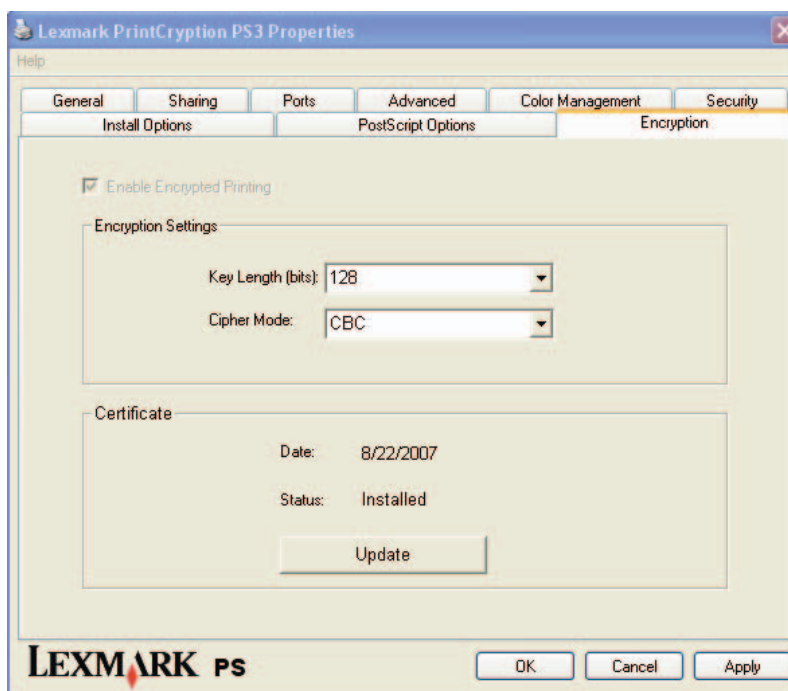 Lexmark PrintCryption PS3 Properties
Help
General Sharing Ports Advanced Color Management Security
Install Options PostScript Options Encryption
Enable Encrypted Printing
Encryption Settings
Key Length (bits): 128
Cipher Mode: CBC
Certificate
Date: 8/22/2007
Status: Installed
Update
LEXMARK PS OK Cancel Apply